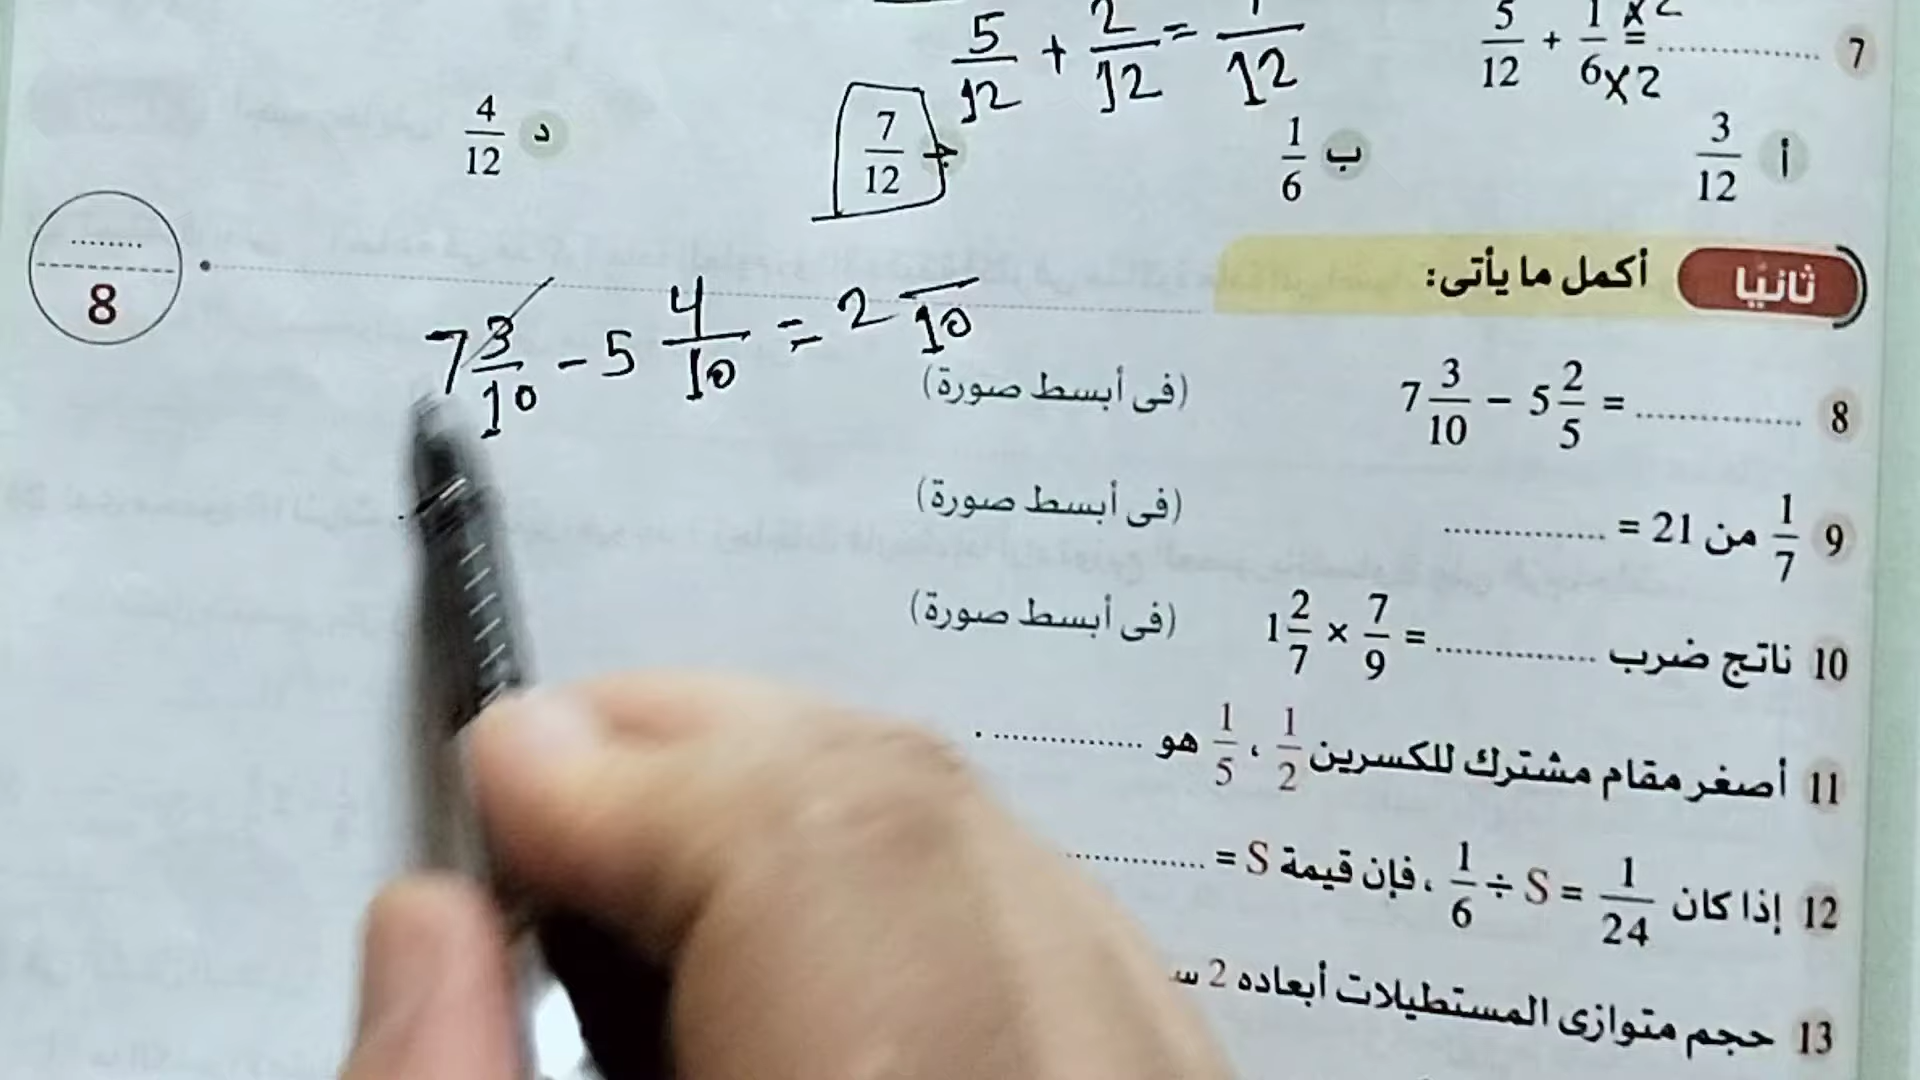 7 5/12 + 1/6 = ............ ×2 ×2
5/12 + 2/12 = /12
أ 3/12 ب 1/6 ج 7/12 د 4/12
ثانيًا أكمل ما يأتى:
........
8
7 3/10 - 5 4/10 = 2 /10
8 7 3/10 − 5 2/5 = ............ (فى أبسط صورة)
9 1/7 من 21 = ............ (فى أبسط صورة)
10 ناتج ضرب ............ = 1 2/7 × 7/9 (فى أبسط صورة)
11 أصغر مقام مشترك للكسرين 1/2 ، 1/5 هو ............ .
12 إذا كان 1/6 ÷ S = 1/24 ، فإن قيمة S = ............
13 حجم متوازى المستطيلات أبعاده 2